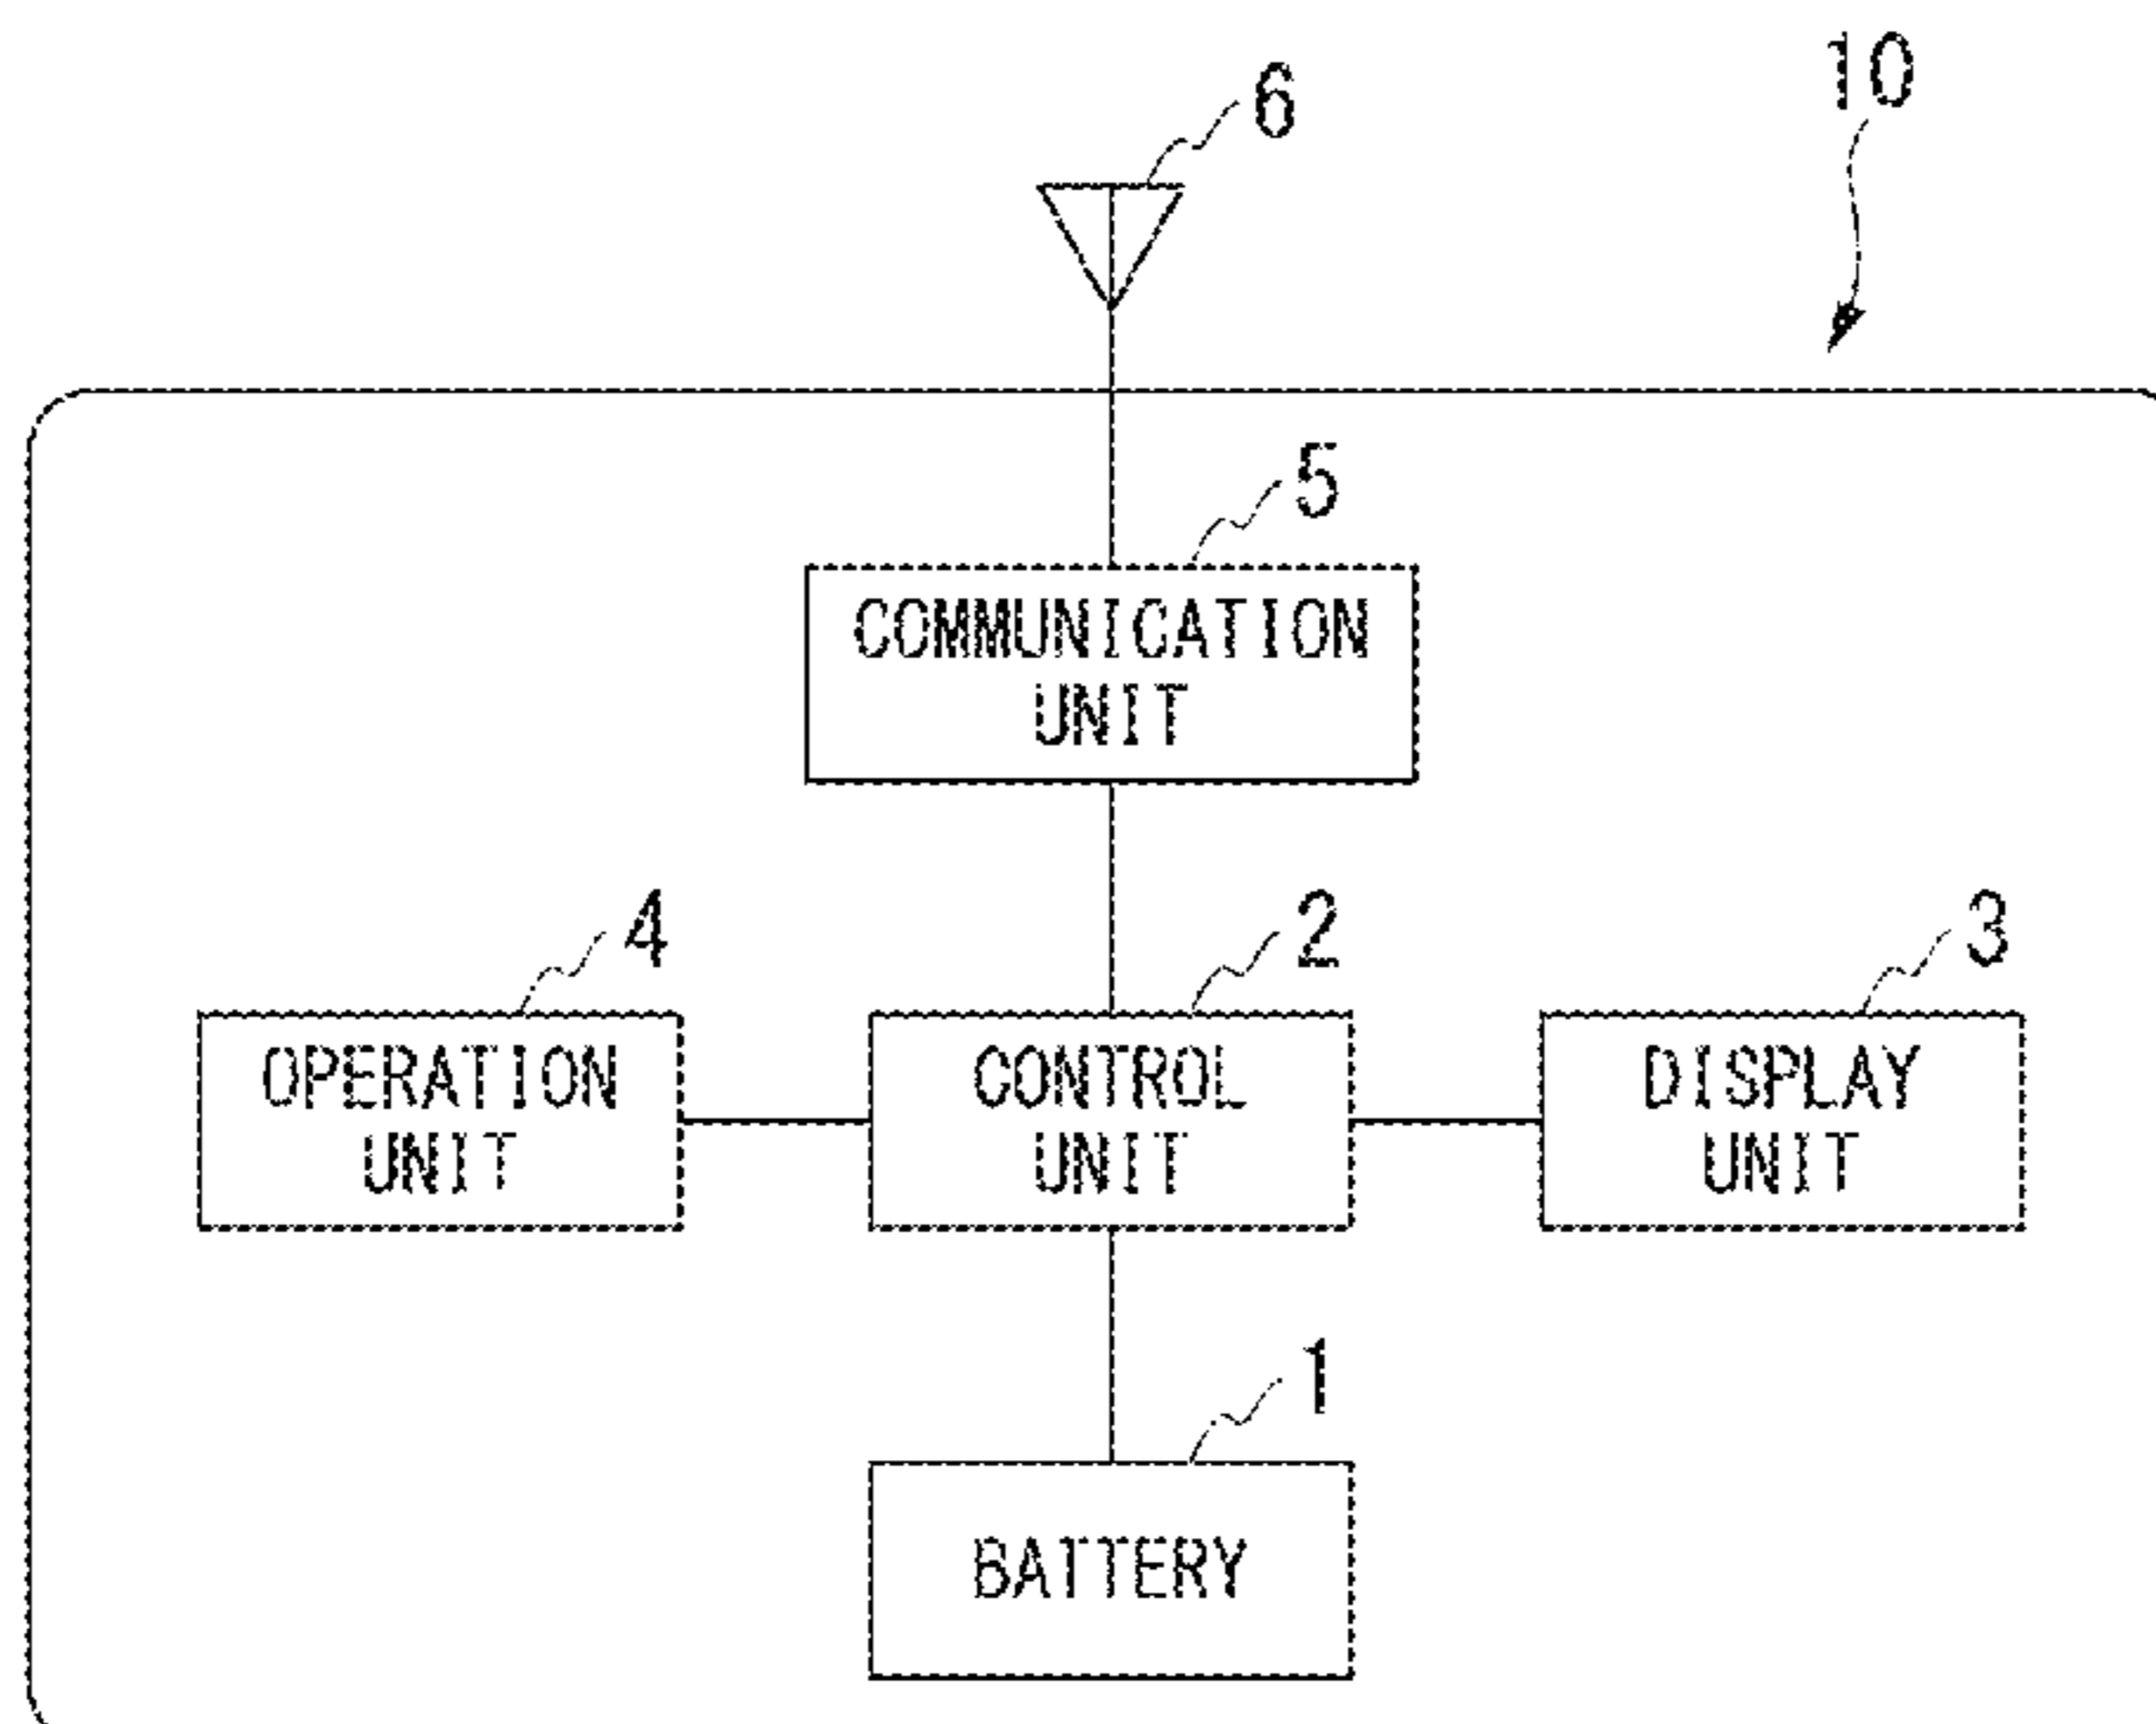 10
6
5
COMMUNICATION
UNIT
4
2
3
OPERATION
UNIT
CONTROL
UNIT
DISPLAY
UNIT
1
BATTERY